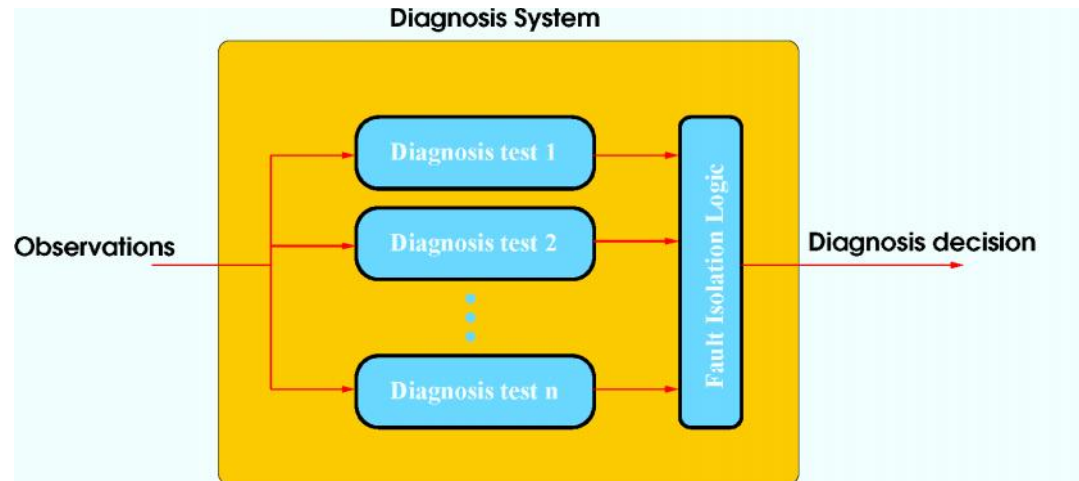 Diagnosis System
Diagnosis test 1
Observations
Diagnosis test 2
Diagnosis test n
Fault Isolation Logic
Diagnosis decision